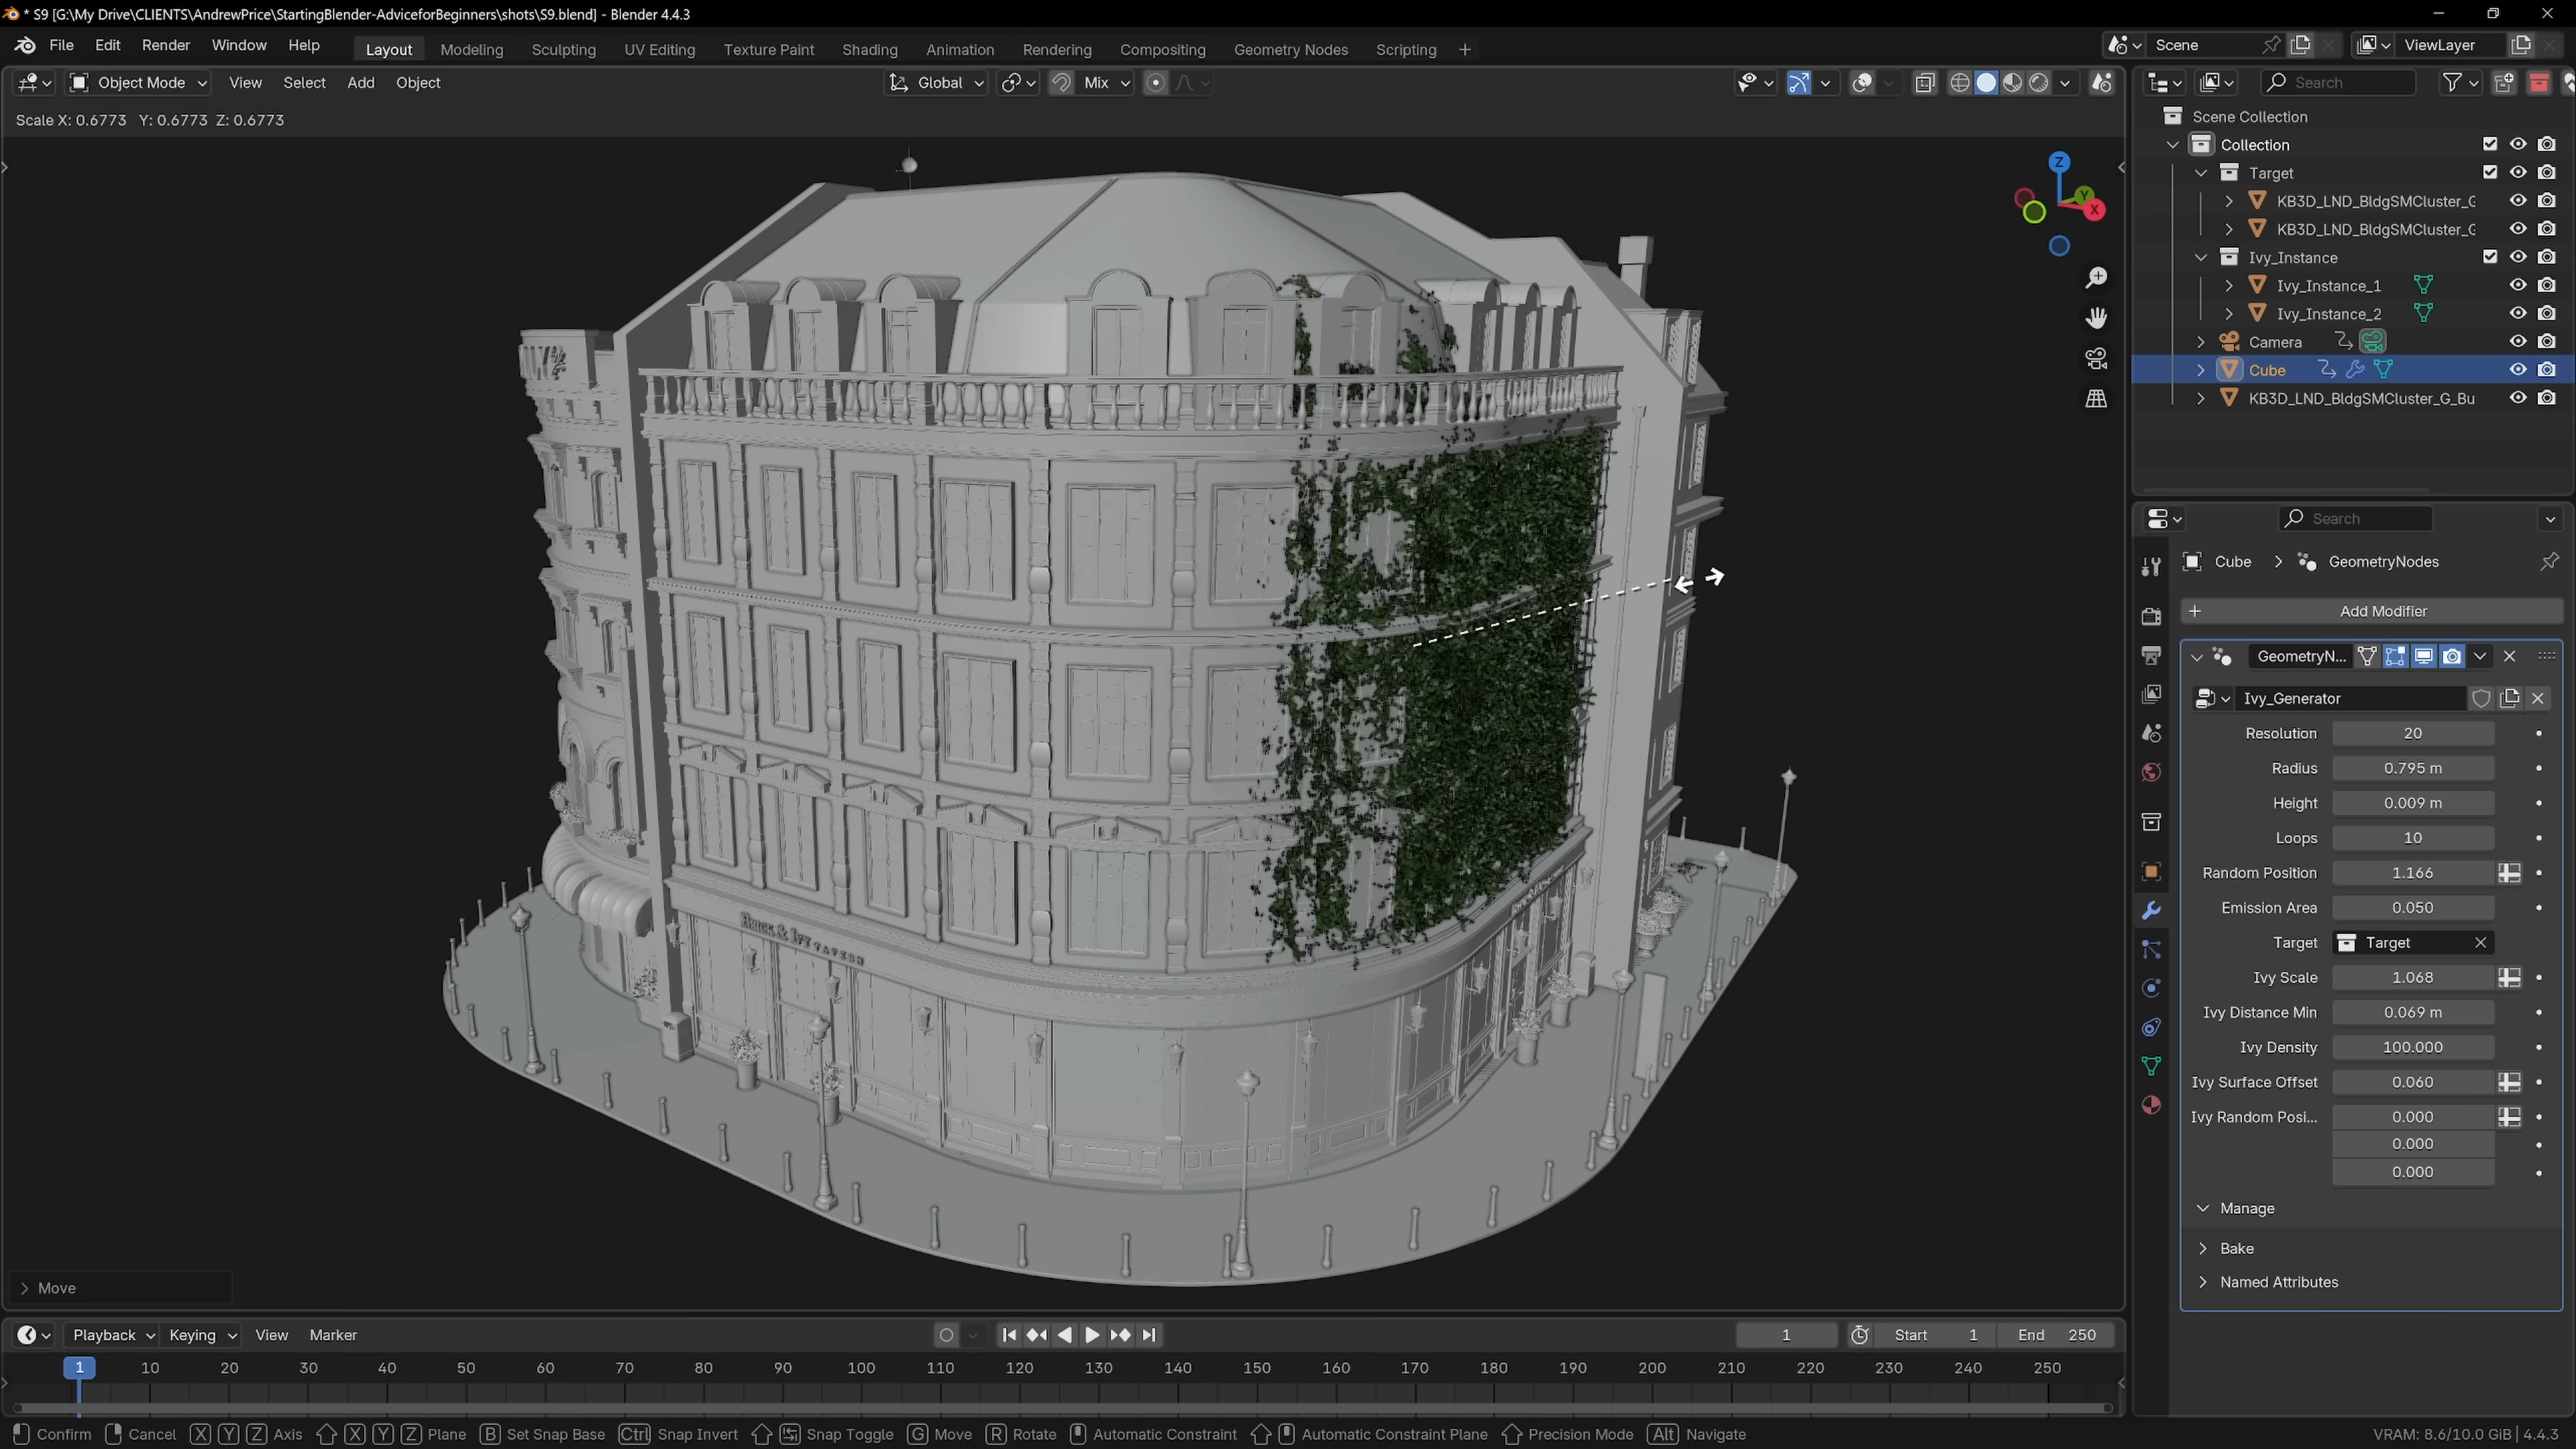 * S9 [G:\My Drive\CLIENTS\AndrewPrice\StartingBlender-AdviceforBeginners\shots\S9.blend] - Blender 4.4.3
File Edit Render Window Help Layout Modeling Sculpting UV Editing Texture Paint Shading Animation Rendering Compositing Geometry Nodes Scripting + Scene ViewLayer
Object Mode View Select Add Object Global Mix Search
Scale X: 0.6773 Y: 0.6773 Z: 0.6773
Scene Collection
Collection
Target
KB3D_LND_BldgSMCluster_G
KB3D_LND_BldgSMCluster_G
Ivy_Instance
Ivy_Instance_1
Ivy_Instance_2
Camera
Cube
KB3D_LND_BldgSMCluster_G_Bu
Z
Y
X
Search
Cube > GeometryNodes
+ Add Modifier
GeometryN...
Ivy_Generator
Resolution 20
Radius 0.795 m
Height 0.009 m
Loops 10
Random Position 1.166
Emission Area 0.050
Target Target
Ivy Scale 1.068
Ivy Distance Min 0.069 m
Ivy Density 100.000
Ivy Surface Offset 0.060
Ivy Random Posi... 0.000
0.000
0.000
Manage
Bake
Named Attributes
Brick & Ivy TAVERN
Move
Playback Keying View Marker 1 Start 1 End 250
1 10 20 30 40 50 60 70 80 90 100 110 120 130 140 150 160 170 180 190 200 210 220 230 240 250
Confirm Cancel X Y Z Axis X Y Z Plane B Set Snap Base Ctrl Snap Invert Snap Toggle G Move R Rotate Automatic Constraint Automatic Constraint Plane Precision Mode Alt Navigate VRAM: 8.6/10.0 GiB | 4.4.3